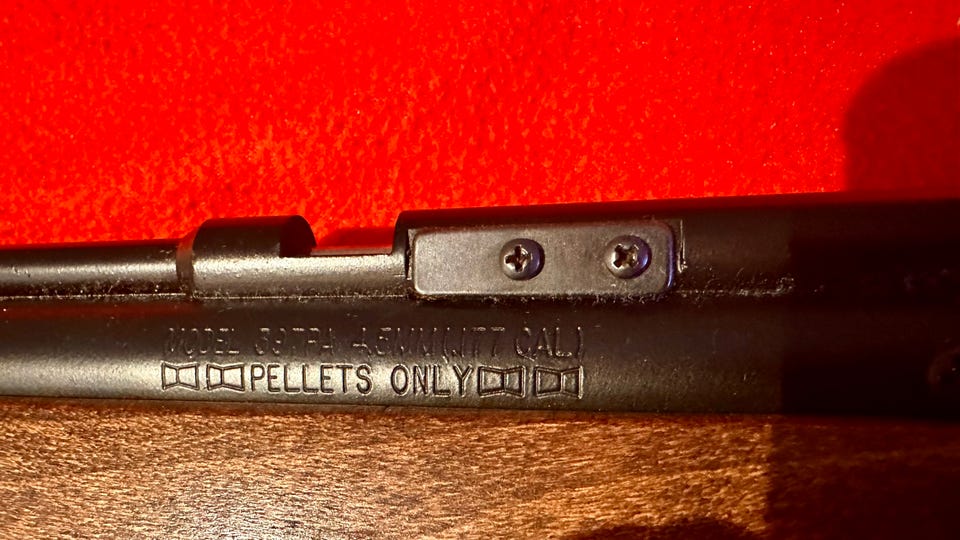 MODEL 397PA 4.5MM(.177 CAL)
PELLETS ONLY